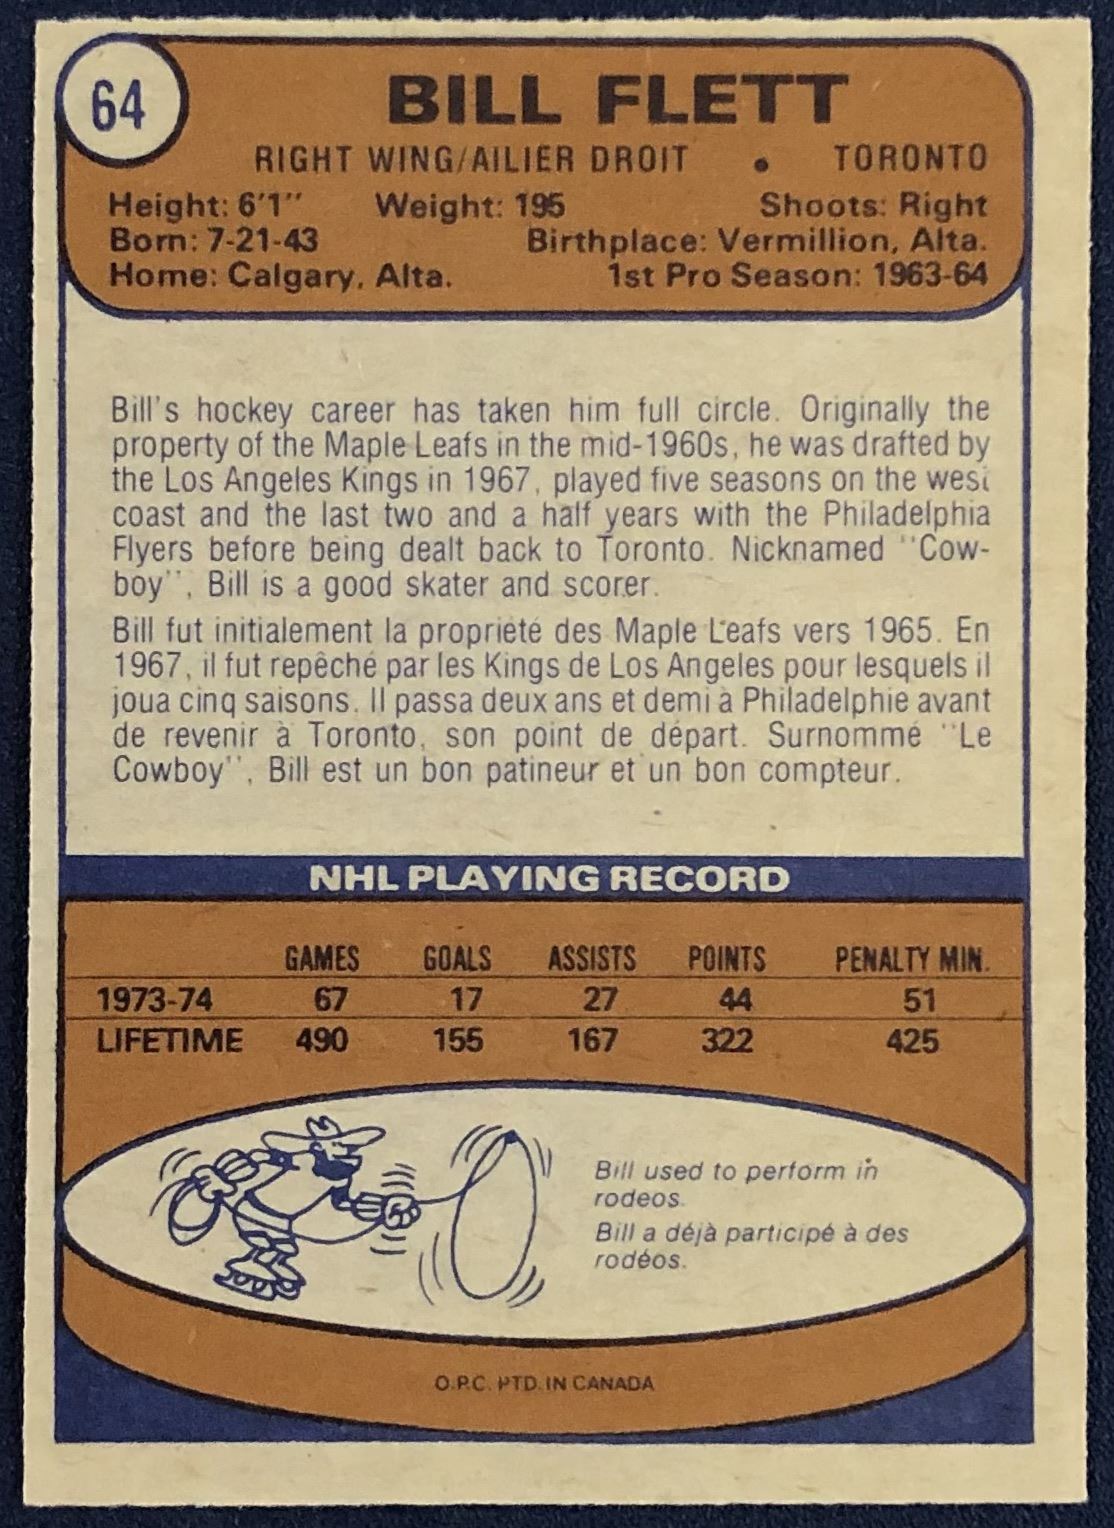 64
BILL FLETT
RIGHT WING/AILIER DROIT • TORONTO
Height: 6'1" Weight: 195 Shoots: Right
Born: 7-21-43 Birthplace: Vermillion, Alta.
Home: Calgary, Alta. 1st Pro Season: 1963-64
Bill's hockey career has taken him full circle. Originally the
property of the Maple Leafs in the mid-1960s, he was drafted by
the Los Angeles Kings in 1967, played five seasons on the west
coast and the last two and a half years with the Philadelphia
Flyers before being dealt back to Toronto. Nicknamed "Cow-
boy", Bill is a good skater and scorer.
Bill fut initialement la propriété des Maple Leafs vers 1965. En
1967, il fut repêché par les Kings de Los Angeles pour lesquels il
joua cinq saisons. Il passa deux ans et demi à Philadelphie avant
de revenir à Toronto, son point de départ. Surnommé "Le
Cowboy", Bill est un bon patineur et un bon compteur.
NHL PLAYING RECORD
GAMES GOALS ASSISTS POINTS PENALTY MIN.
1973-74 67 17 27 44 51
LIFETIME 490 155 167 322 425
Bill used to perform in
rodeos.
Bill a déjà participé à des
rodéos.
O.P.C. PTD. IN CANADA